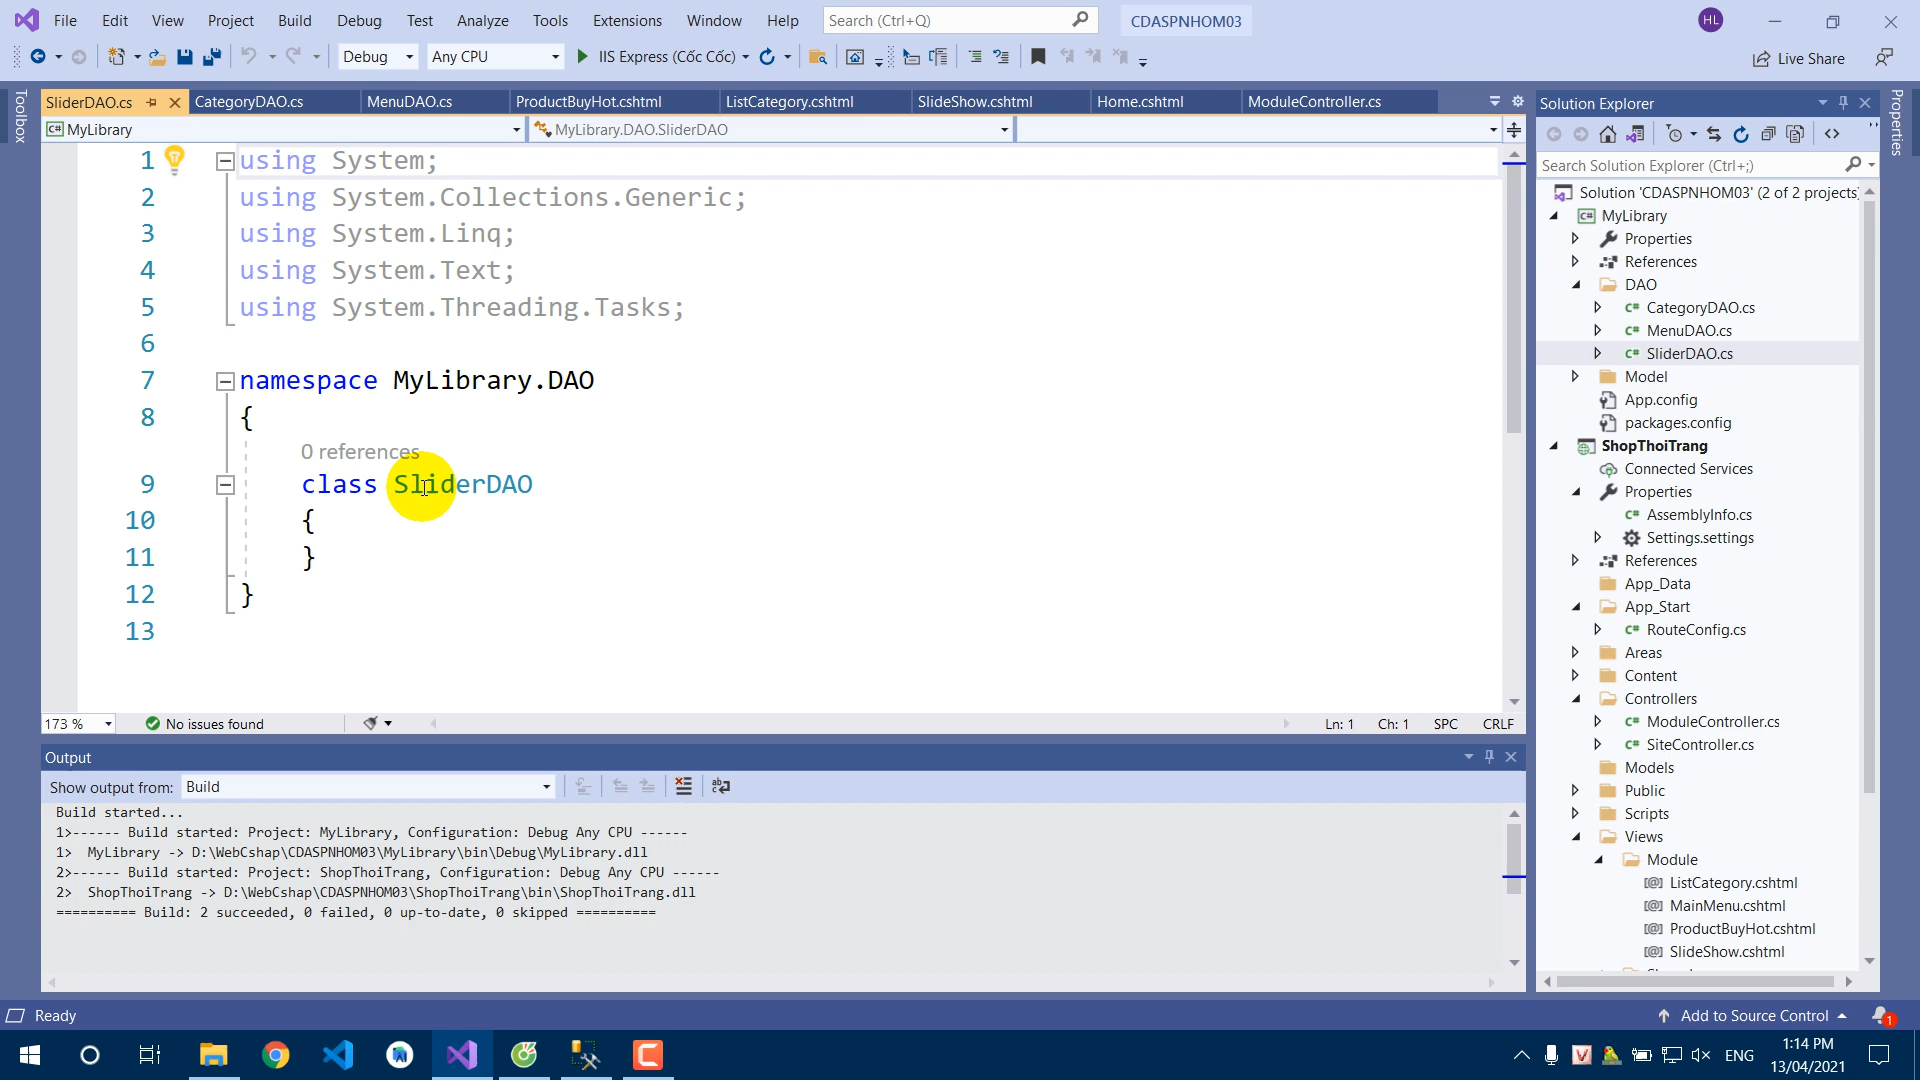 File Edit View Project Build Debug Test Analyze Tools Extensions Window Help Search (Ctrl+Q) CDASPNHOM03 HL
Debug Any CPU IIS Express (Cốc Cốc) Live Share
Toolbox
SliderDAO.cs CategoryDAO.cs MenuDAO.cs ProductBuyHot.cshtml ListCategory.cshtml SlideShow.cshtml Home.cshtml ModuleController.cs
C# MyLibrary MyLibrary.DAO.SliderDAO
1 using System;
2 using System.Collections.Generic;
3 using System.Linq;
4 using System.Text;
5 using System.Threading.Tasks;
6
7 namespace MyLibrary.DAO
8 {
0 references
9 class SliderDAO
10 {
11 }
12 }
13
173 % No issues found Ln: 1 Ch: 1 SPC CRLF
Output
Show output from: Build
Build started...
1>------ Build started: Project: MyLibrary, Configuration: Debug Any CPU ------
1> MyLibrary -> D:\WebCshap\CDASPNHOM03\MyLibrary\bin\Debug\MyLibrary.dll
2>------ Build started: Project: ShopThoiTrang, Configuration: Debug Any CPU ------
2> ShopThoiTrang -> D:\WebCshap\CDASPNHOM03\ShopThoiTrang\bin\ShopThoiTrang.dll
========== Build: 2 succeeded, 0 failed, 0 up-to-date, 0 skipped ==========
Solution Explorer
Search Solution Explorer (Ctrl+;)
Solution 'CDASPNHOM03' (2 of 2 projects)
C# MyLibrary
Properties
References
DAO
C# CategoryDAO.cs
C# MenuDAO.cs
C# SliderDAO.cs
Model
App.config
packages.config
ShopThoiTrang
Connected Services
Properties
C# AssemblyInfo.cs
Settings.settings
References
App_Data
App_Start
C# RouteConfig.cs
Areas
Content
Controllers
C# ModuleController.cs
C# SiteController.cs
Models
Public
Scripts
Views
Module
[@] ListCategory.cshtml
[@] MainMenu.cshtml
[@] ProductBuyHot.cshtml
[@] SlideShow.cshtml
Properties
Ready Add to Source Control 1
ENG 1:14 PM
13/04/2021